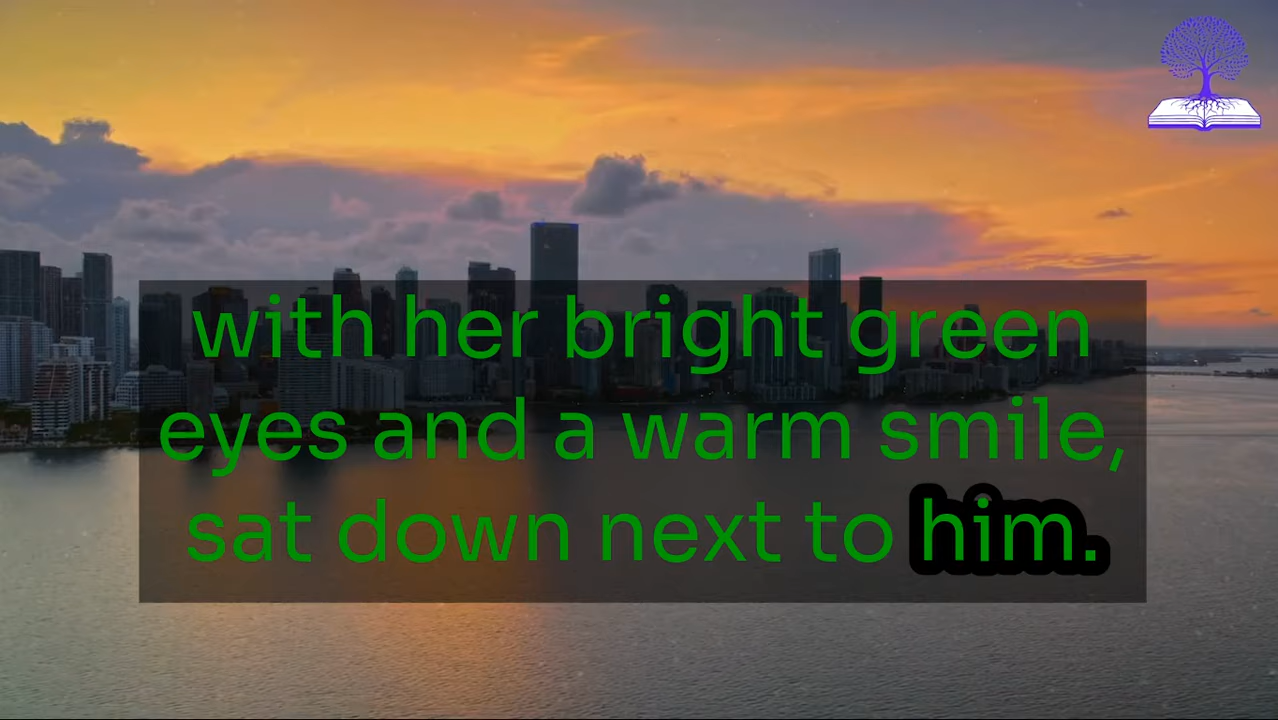 with her bright green
eyes and a warm smile,
sat down next to him.